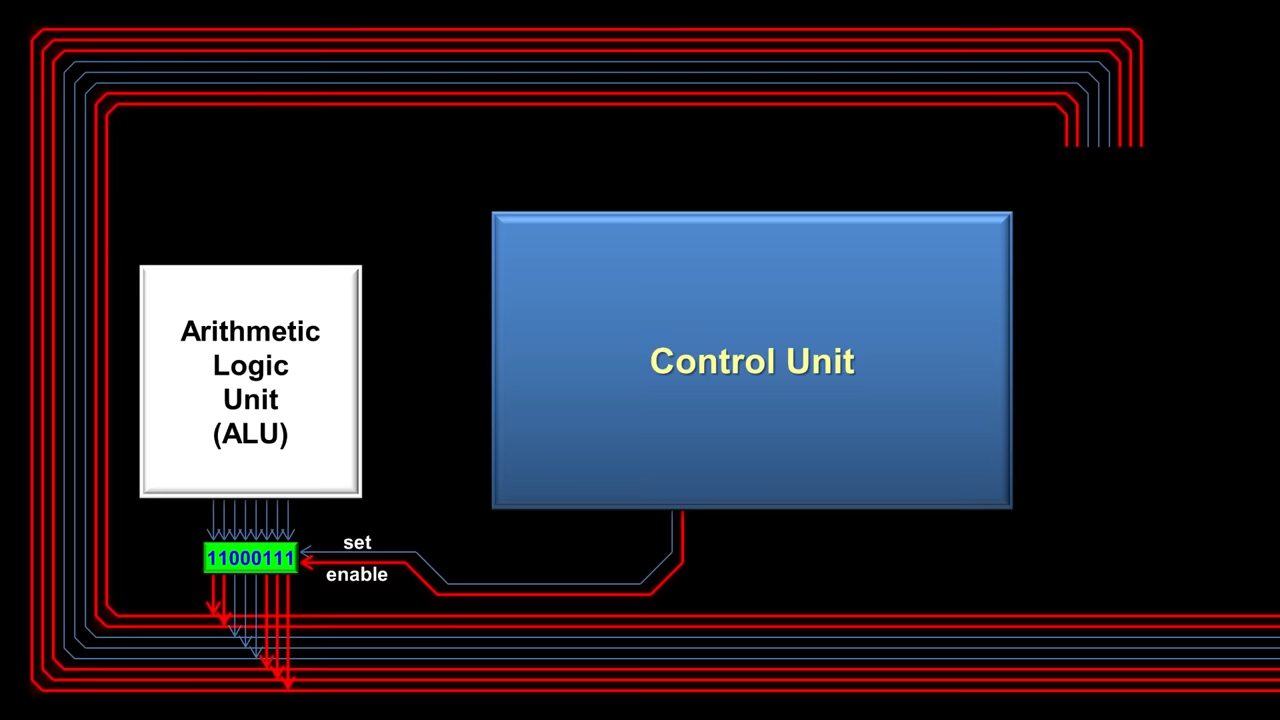 Arithmetic
Logic
Unit
(ALU)
Control Unit
11000111
set
enable